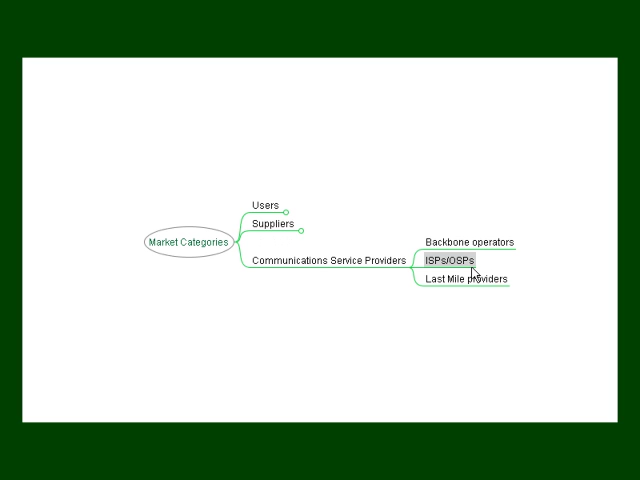 Users
Suppliers
Market Categories
Communications Service Providers
Backbone operators
ISPs/OSPs
Last Mile providers